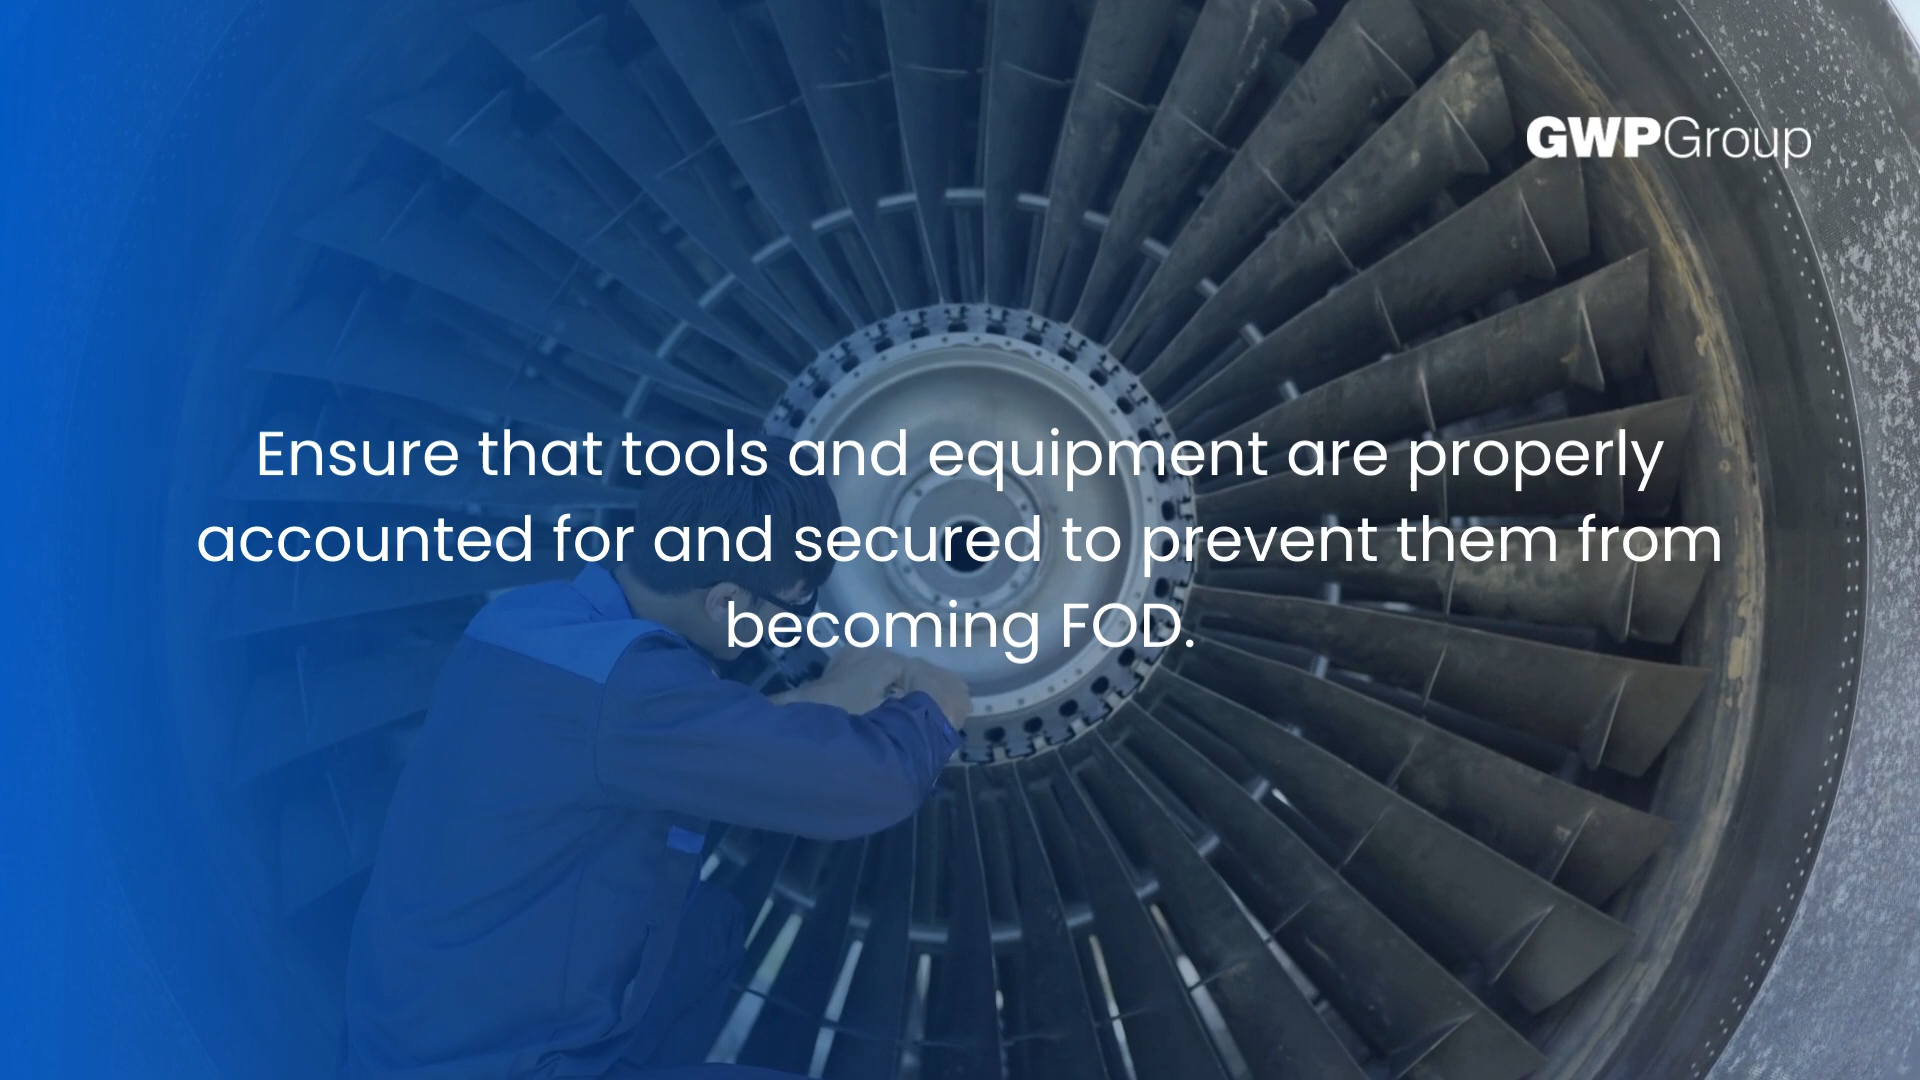 GWPGroup
Ensure that tools and equipment are properly
accounted for and secured to prevent them from
becoming FOD.